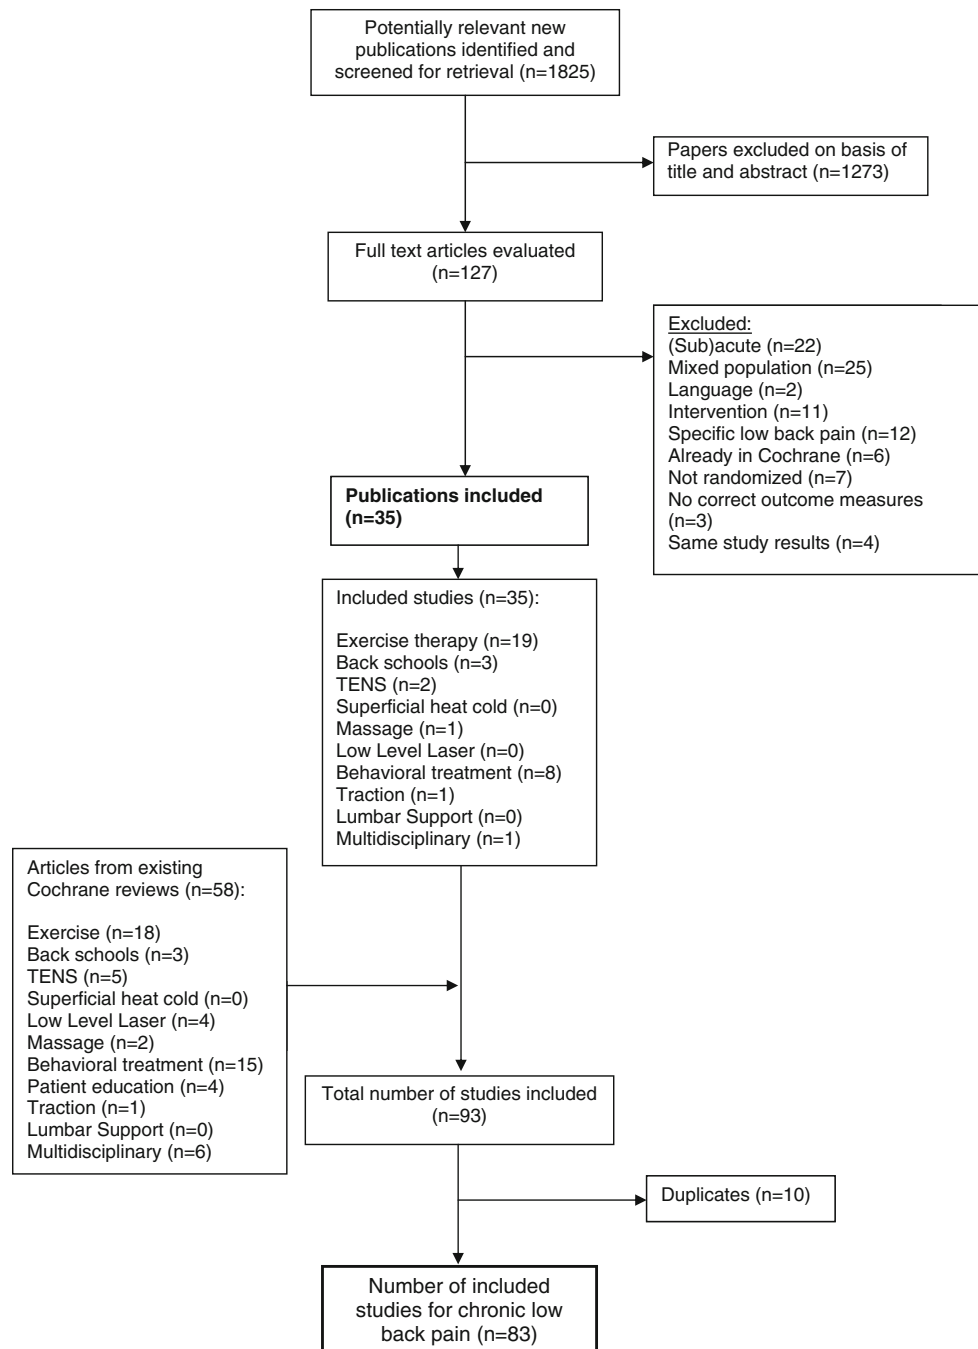 Potentially relevant new
publications identified and
screened for retrieval (n=1825)
Papers excluded on basis of
title and abstract (n=1273)
Full text articles evaluated
(n=127)
Excluded:
(Sub)acute (n=22)
Mixed population (n=25)
Language (n=2)
Intervention (n=11)
Specific low back pain (n=12)
Already in Cochrane (n=6)
Not randomized (n=7)
No correct outcome measures
(n=3)
Same study results (n=4)
Publications included
(n=35)
Included studies (n=35):
Exercise therapy (n=19)
Back schools (n=3)
TENS (n=2)
Superficial heat cold (n=0)
Massage (n=1)
Low Level Laser (n=0)
Behavioral treatment (n=8)
Traction (n=1)
Lumbar Support (n=0)
Multidisciplinary (n=1)
Articles from existing
Cochrane reviews (n=58):
Exercise (n=18)
Back schools (n=3)
TENS (n=5)
Superficial heat cold (n=0)
Low Level Laser (n=4)
Massage (n=2)
Behavioral treatment (n=15)
Patient education (n=4)
Traction (n=1)
Lumbar Support (n=0)
Multidisciplinary (n=6)
Total number of studies included
(n=93)
Duplicates (n=10)
Number of included
studies for chronic low
back pain (n=83)